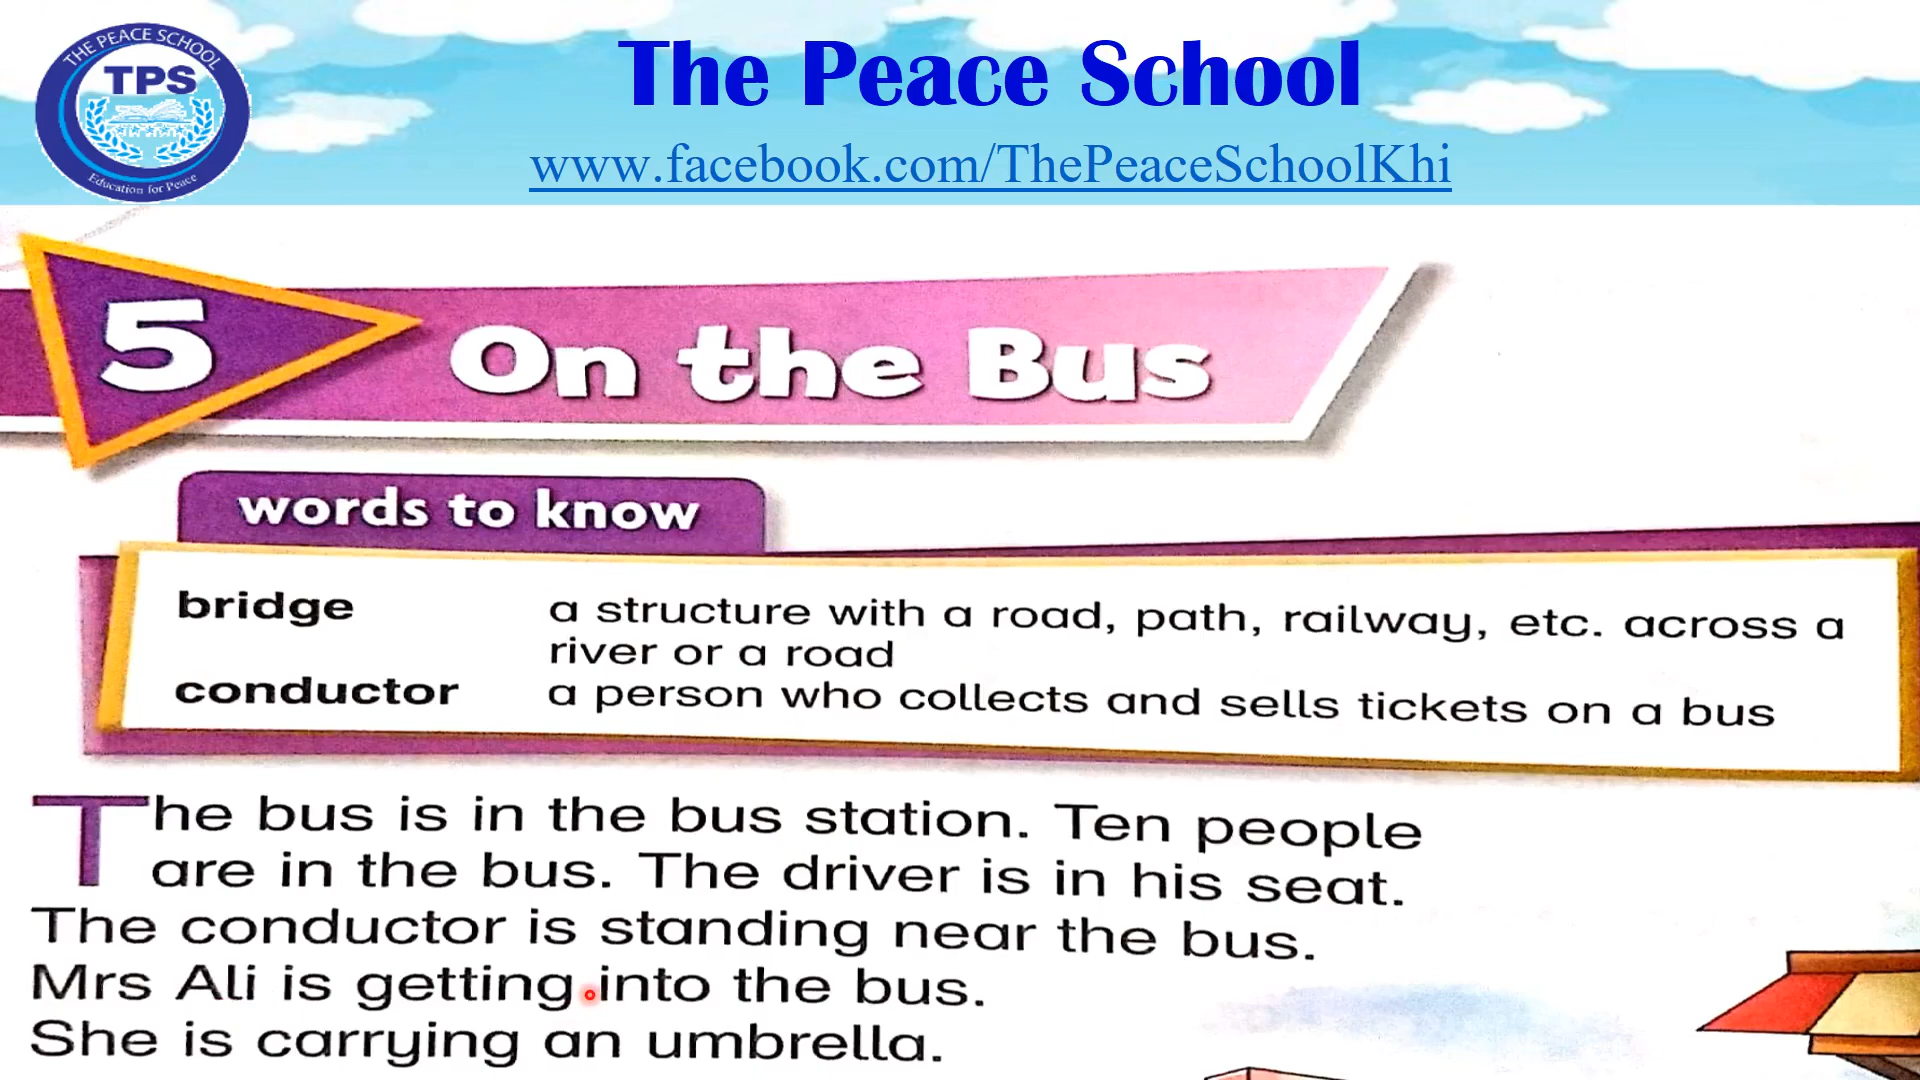 THE PEACE SCHOOL
TPS
Education for Peace
The Peace School
www.facebook.com/ThePeaceSchoolKhi
5 On the Bus
words to know
bridge a structure with a road, path, railway, etc. across a
river or a road
conductor a person who collects and sells tickets on a bus
The bus is in the bus station. Ten people
are in the bus. The driver is in his seat.
The conductor is standing near the bus.
Mrs Ali is getting into the bus.
She is carrying an umbrella.